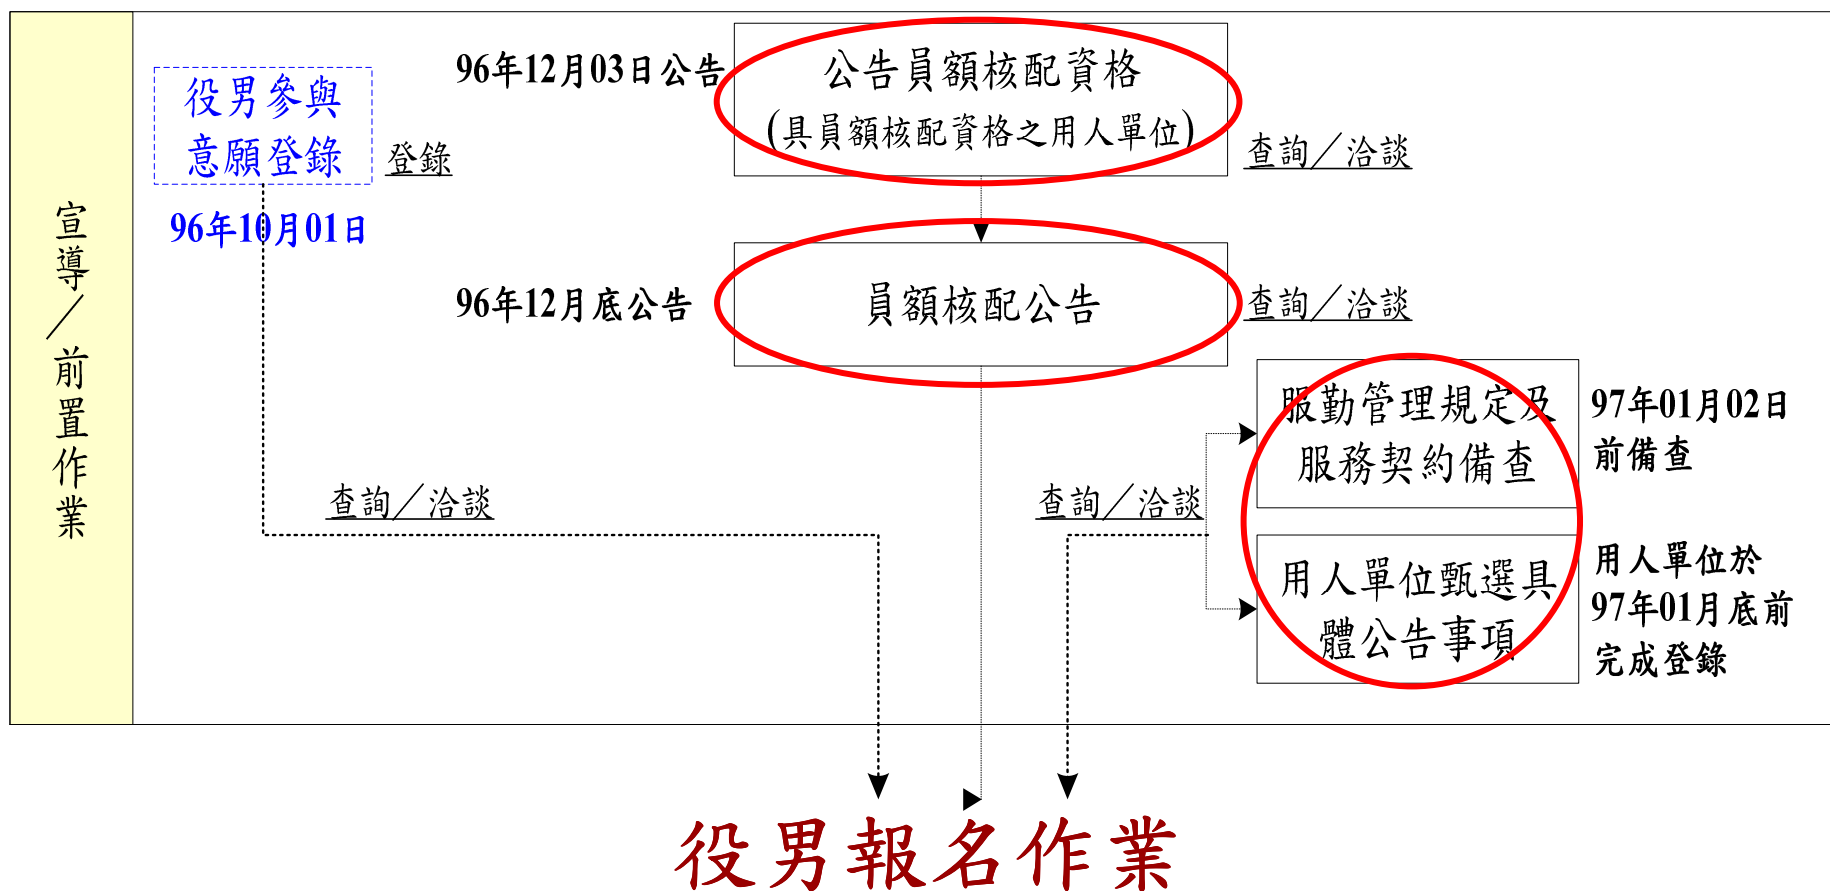 宣導／前置作業
役男參與
意願登錄
登錄
96年10月01日
96年12月03日公告
公告員額核配資格
(具員額核配資格之用人單位)
查詢／洽談
96年12月底公告
員額核配公告
查詢／洽談
服勤管理規定及
服務契約備查
97年01月02日
前備查
查詢／洽談
查詢／洽談
用人單位甄選具
體公告事項
用人單位於
97年01月底前
完成登錄
役男報名作業